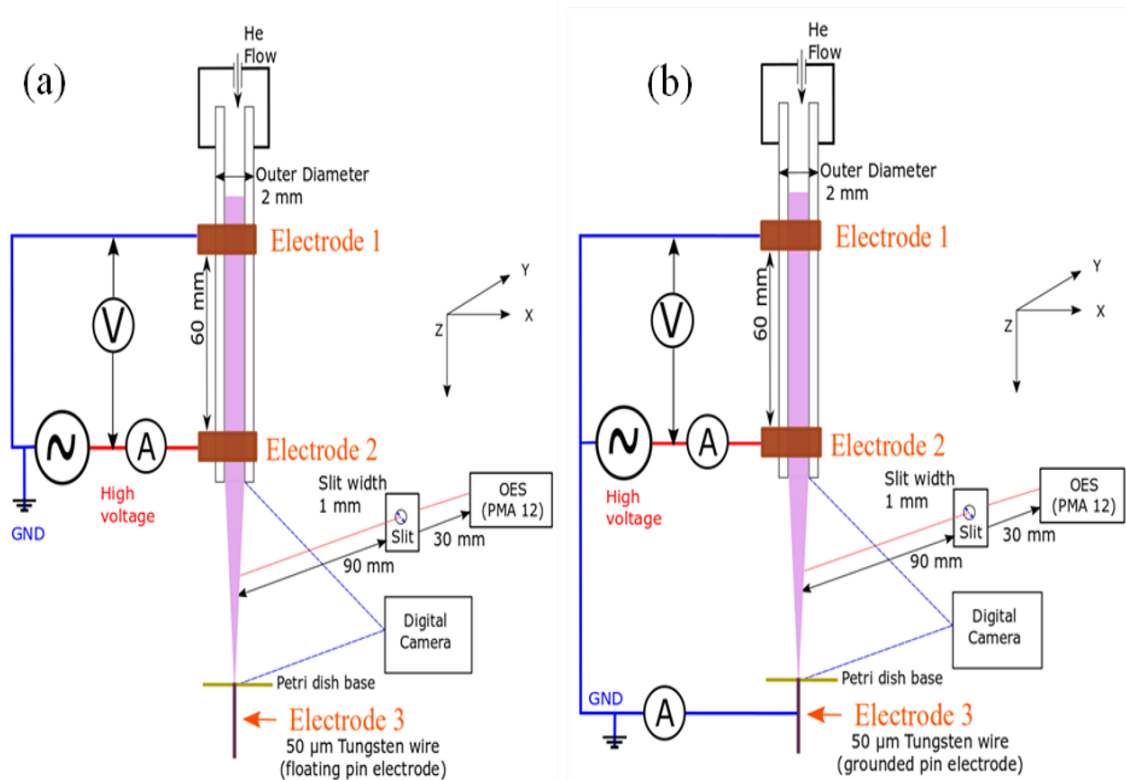 (a)
He
Flow
Outer Diameter
2 mm
Electrode 1
60 mm
V
Y
X
Z
~
A
Electrode 2
High
voltage
GND
Slit width
1 mm
Slit
OES
(PMA 12)
30 mm
90 mm
Digital
Camera
Petri dish base
Electrode 3
50 µm Tungsten wire
(floating pin electrode)
(b)
He
Flow
Outer Diameter
2 mm
Electrode 1
60 mm
V
Y
X
Z
~
A
Electrode 2
High
voltage
Slit width
1 mm
Slit
OES
(PMA 12)
30 mm
90 mm
Digital
Camera
Petri dish base
GND
A
Electrode 3
50 µm Tungsten wire
(grounded pin electrode)